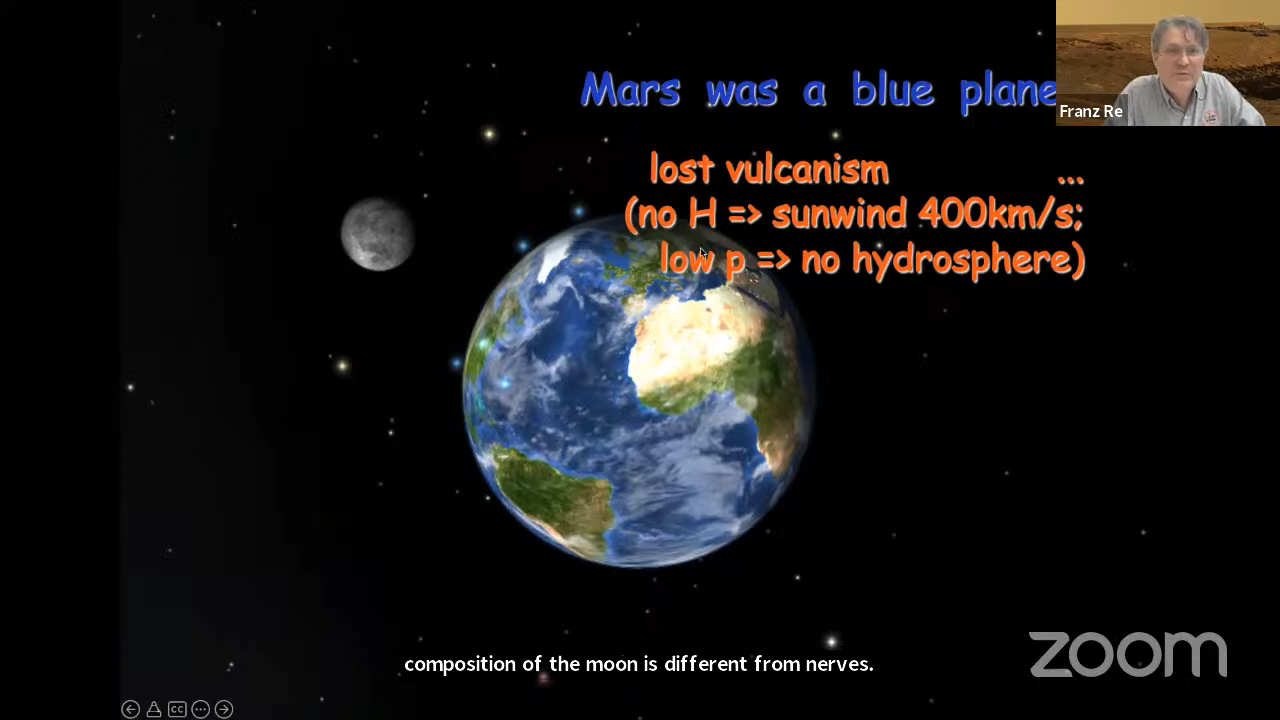 Mars was a blue plane
Franz Re
lost vulcanism ...
(no H => sunwind 400km/s;
low p => no hydrosphere)
zoom
composition of the moon is different from nerves.
CC